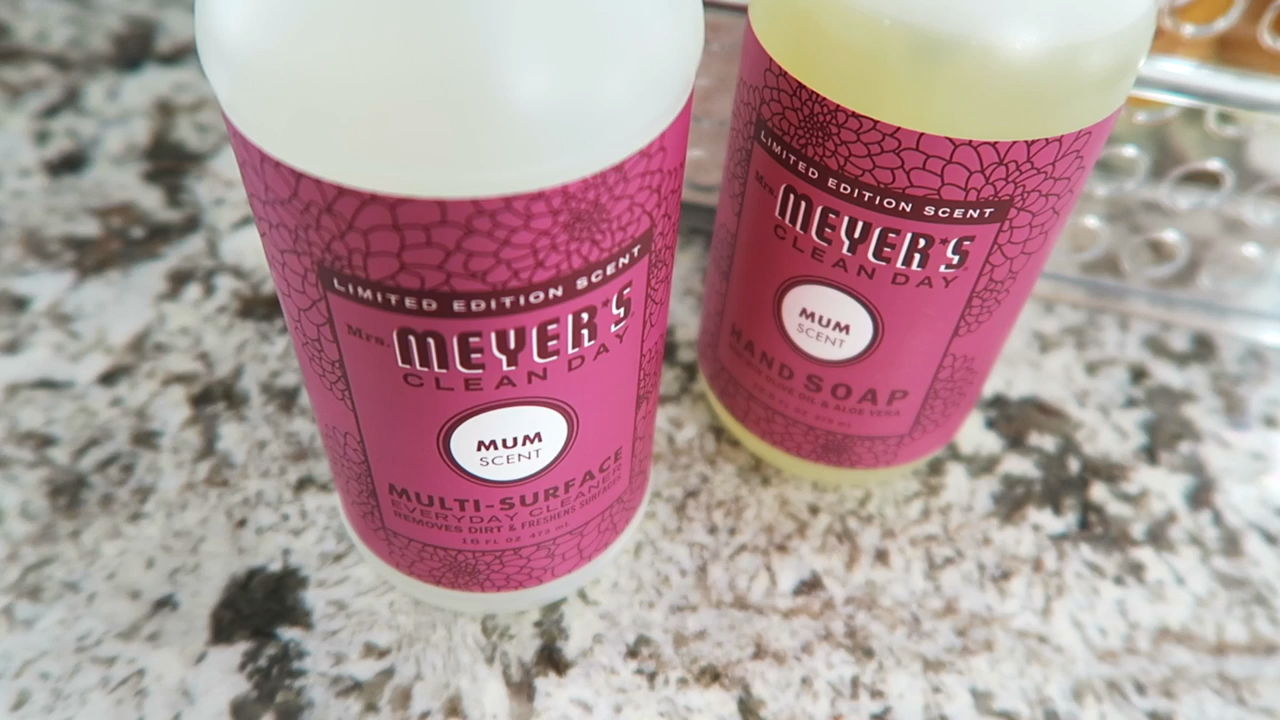 LIMITED EDITION SCENT
Mrs.
MEYER'S
CLEAN DAY
MUM
SCENT
MULTI-SURFACE
EVERYDAY CLEANER
REMOVES DIRT & FRESHENS SURFACES
16 FL OZ 473 mL
LIMITED EDITION SCENT
Mrs.
MEYER'S
CLEAN DAY
MUM
SCENT
HAND SOAP
OLIVE OIL & ALOE VERA